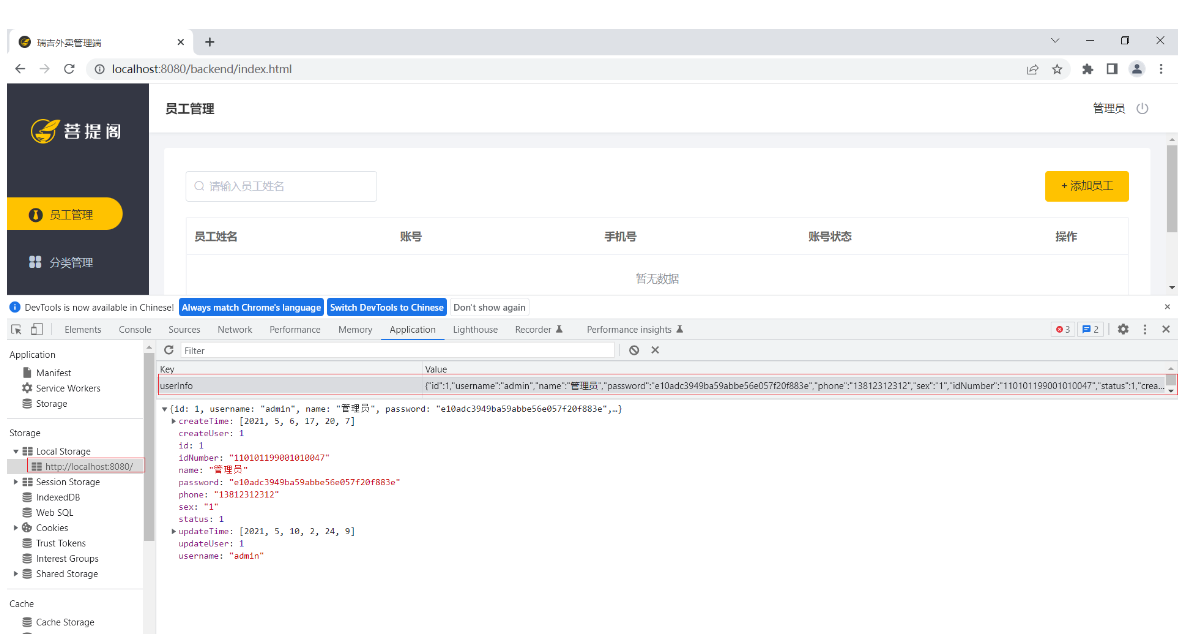 瑞吉外卖管理端
localhost:8080/backend/index.html
菩提阁
员工管理
管理员
请输入员工姓名
+ 添加员工
员工管理
员工姓名 账号 手机号 账号状态 操作
分类管理
暂无数据
DevTools is now available in Chinese! Always match Chrome's language Switch DevTools to Chinese Don't show again
Elements Console Sources Network Performance Memory Application Lighthouse Recorder Performance insights 3 2
Application
Manifest
Service Workers
Storage
Storage
Local Storage
http://localhost:8080/
Session Storage
IndexedDB
Web SQL
Cookies
Trust Tokens
Interest Groups
Shared Storage
Cache
Cache Storage
Filter
Key Value
userInfo {"id":1,"username":"admin","name":"管理员","password":"e10adc3949ba59abbe56e057f20f883e","phone":"13812312312","sex":"1","idNumber":"110101199001010047","status":1,"crea...
{id: 1, username: "admin", name: "管理员", password: "e10adc3949ba59abbe56e057f20f883e",…}
createTime: [2021, 5, 6, 17, 20, 7]
createUser: 1
id: 1
idNumber: "110101199001010047"
name: "管理员"
password: "e10adc3949ba59abbe56e057f20f883e"
phone: "13812312312"
sex: "1"
status: 1
updateTime: [2021, 5, 10, 2, 24, 9]
updateUser: 1
username: "admin"